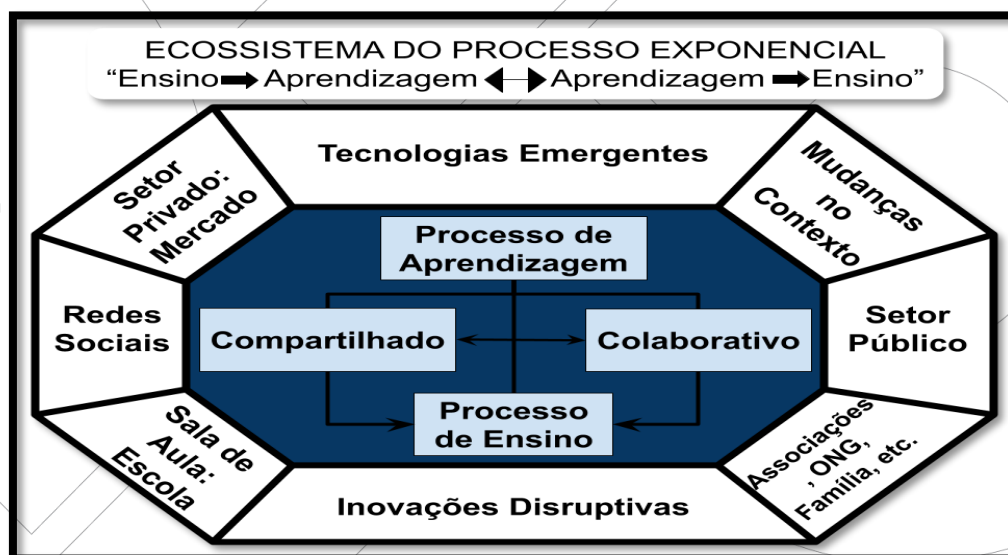 ECOSSISTEMA DO PROCESSO EXPONENCIAL
“Ensino Aprendizagem Aprendizagem Ensino”
Tecnologias Emergentes
Setor
Privado:
Mercado
Mudanças
no
Contexto
Processo de
Aprendizagem
Redes
Sociais
Compartilhado
Colaborativo
Setor
Público
Processo
de Ensino
Sala de
Aula:
Escola
Associações
, ONG,
Família, etc.
Inovações Disruptivas